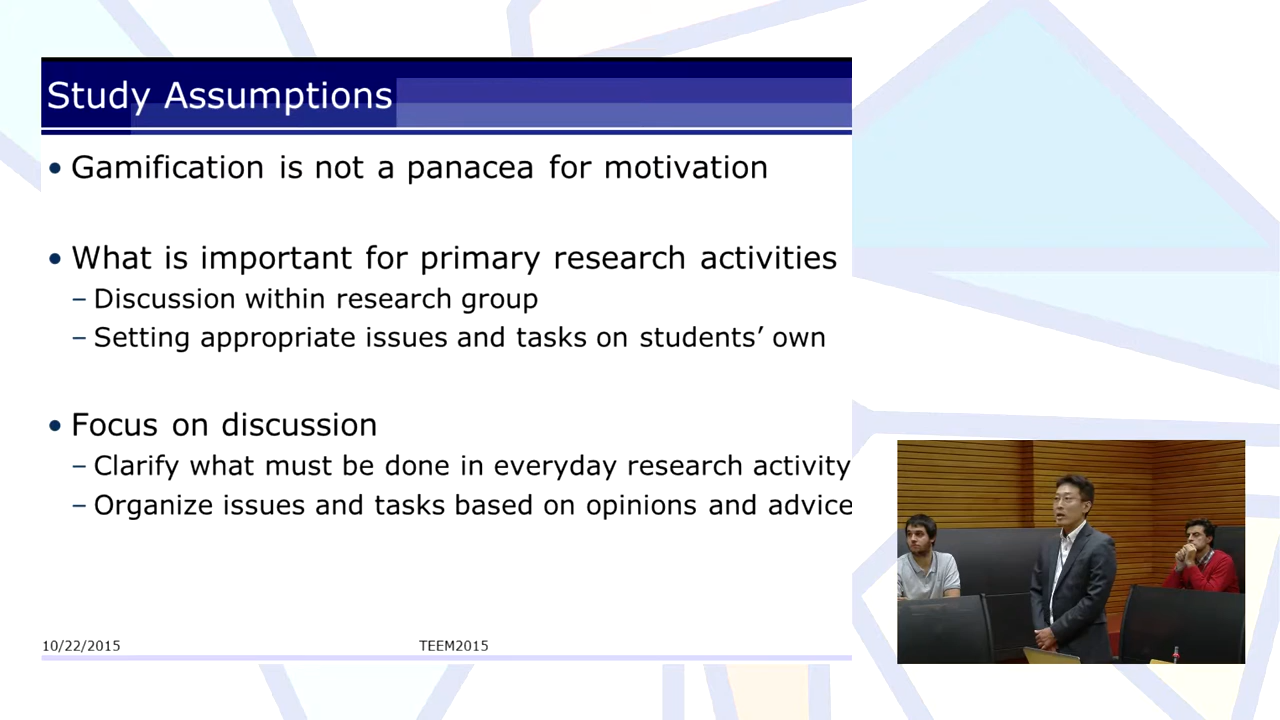 Study Assumptions
• Gamification is not a panacea for motivation
• What is important for primary research activities
– Discussion within research group
– Setting appropriate issues and tasks on students’ own
• Focus on discussion
– Clarify what must be done in everyday research activity
– Organize issues and tasks based on opinions and advice
10/22/2015
TEEM2015